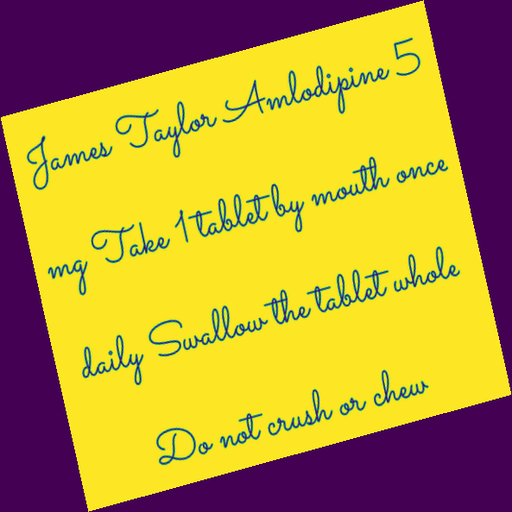 James Taylor Amlodipine 5
mg Take 1 tablet by mouth once
daily Swallow the tablet whole
Do not crush or chew